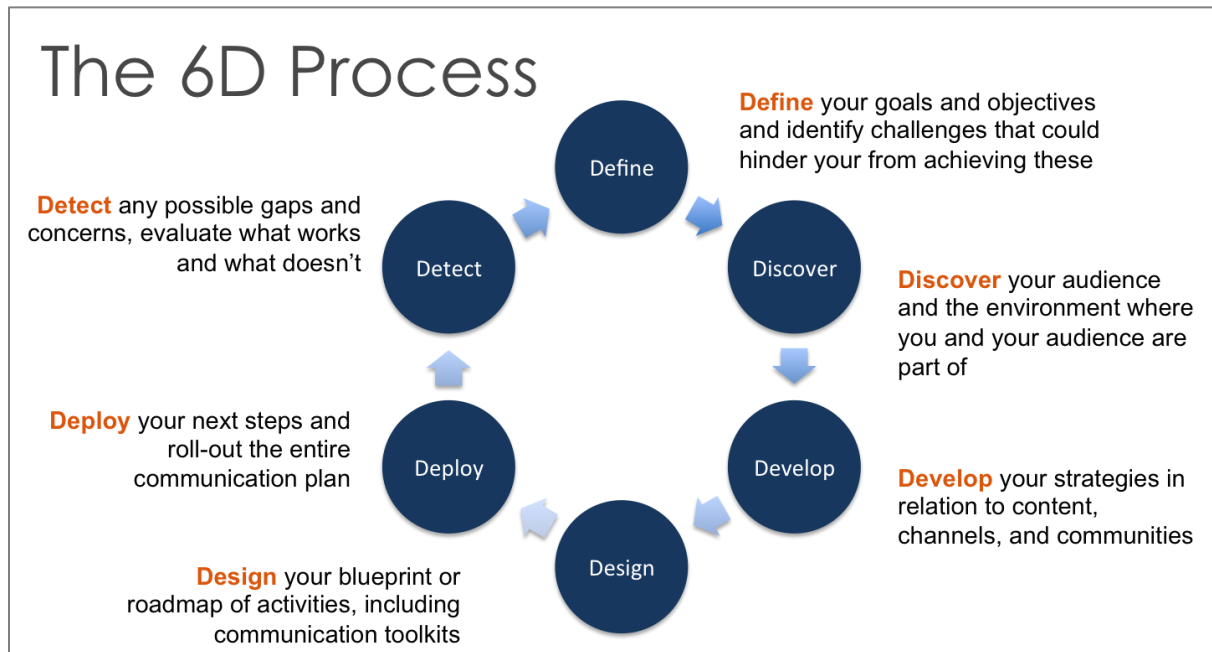 The 6D Process
Define
Define your goals and objectives
and identify challenges that could
hinder your from achieving these
Discover
Discover your audience
and the environment where
you and your audience are
part of
Develop
Develop your strategies in
relation to content,
channels, and communities
Design
Design your blueprint or
roadmap of activities, including
communication toolkits
Deploy
Deploy your next steps and
roll-out the entire
communication plan
Detect
Detect any possible gaps and
concerns, evaluate what works
and what doesn’t